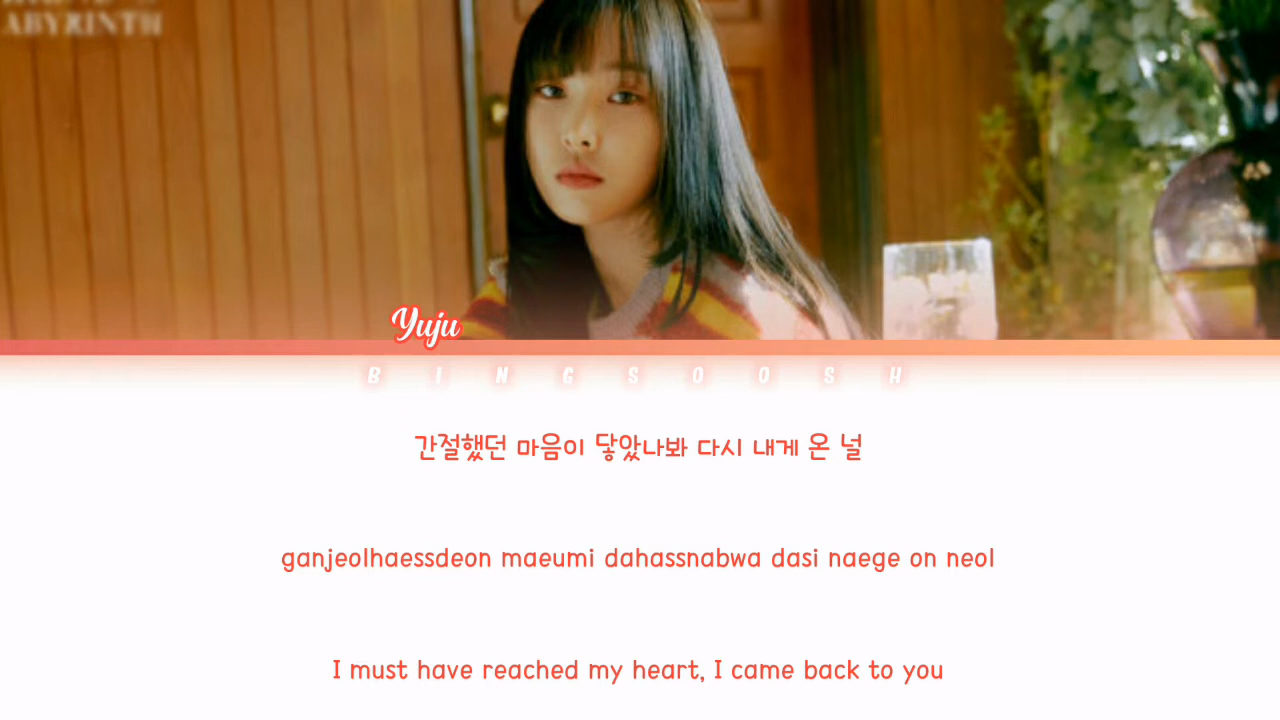 ABYRINTH
Yuju
BINGSOOSH
간절했던 마음이 닿았나봐 다시 내게 온 널
ganjeolhaessdeon maeumi dahassnabwa dasi naege on neol
I must have reached my heart, I came back to you